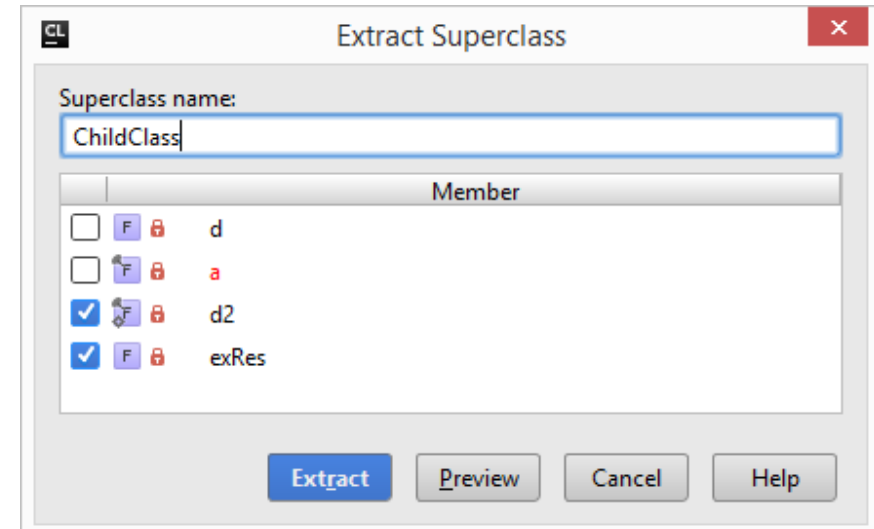 CL
Extract Superclass
Superclass name:
ChildClass
Member
F d
F a
F d2
F exRes
Extract Preview Cancel Help